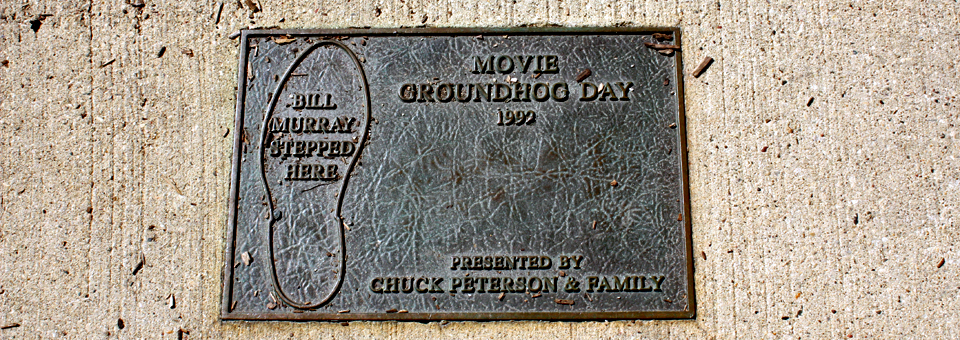 BILL
MURRAY
STEPPED
HERE
MOVIE
GROUNDHOG DAY
1992
PRESENTED BY
CHUCK PETERSON & FAMILY